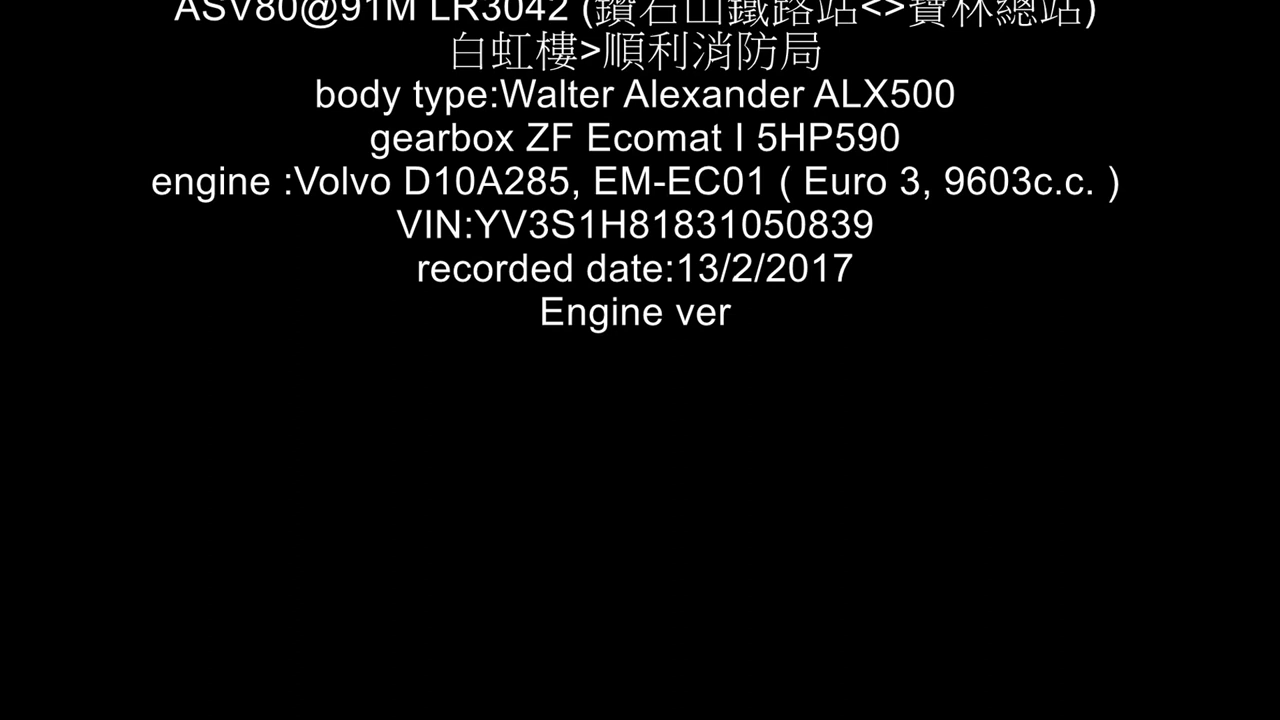 ASV80@91M LR3042 (鑽石山鐵路站<>寶林總站)
白虹樓>順利消防局
body type:Walter Alexander ALX500
gearbox ZF Ecomat I 5HP590
engine :Volvo D10A285, EM-EC01 ( Euro 3, 9603c.c. )
VIN:YV3S1H81831050839
recorded date:13/2/2017
Engine ver